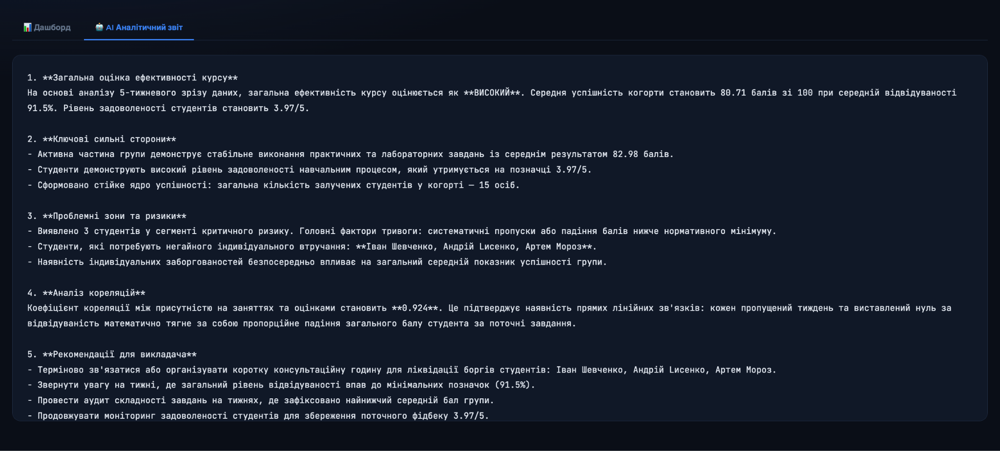 Дашборд
AI Аналітичний звіт
1. **Загальна оцінка ефективності курсу**
На основі аналізу 5-тижневого зрізу даних, загальна ефективність курсу оцінюється як **ВИСОКИЙ**. Середня успішність когорти становить 80.71 балів зі 100 при середній відвідуваності
91.5%. Рівень задоволеності студентів становить 3.97/5.
2. **Ключові сильні сторони**
- Активна частина групи демонструє стабільне виконання практичних та лабораторних завдань із середнім результатом 82.98 балів.
- Студенти демонструють високий рівень задоволеності навчальним процесом, який утримується на позначці 3.97/5.
- Сформовано стійке ядро успішності: загальна кількість залучених студентів у когорті — 15 осіб.
3. **Проблемні зони та ризики**
- Виявлено 3 студентів у сегменті критичного ризику. Головні фактори тривоги: систематичні пропуски або падіння балів нижче нормативного мінімуму.
- Студенти, які потребують негайного індивідуального втручання: **Іван Шевченко, Андрій Lисенко, Артем Мороз**.
- Наявність індивідуальних заборгованостей безпосередньо впливає на загальний середній показник успішності групи.
4. **Аналіз кореляцій**
Коефіцієнт кореляції між присутністю на заняттях та оцінками становить **0.924**. Це підтверджує наявність прямих лінійних зв'язків: кожен пропущений тиждень та виставлений нуль за
відвідуваність математично тягне за собою пропорційне падіння загального балу студента за поточні завдання.
5. **Рекомендації для викладача**
- Терміново зв'язатися або організувати коротку консультаційну годину для ліквідації боргів студентів: Іван Шевченко, Андрій Lисенко, Артем Мороз.
- Звернути увагу на тижні, де загальний рівень відвідуваності впав до мінімальних позначок (91.5%).
- Провести аудит складності завдань на тижнях, де зафіксовано найнижчий середній бал групи.
- Продовжувати моніторинг задоволеності студентів для збереження поточного фідбеку 3.97/5.